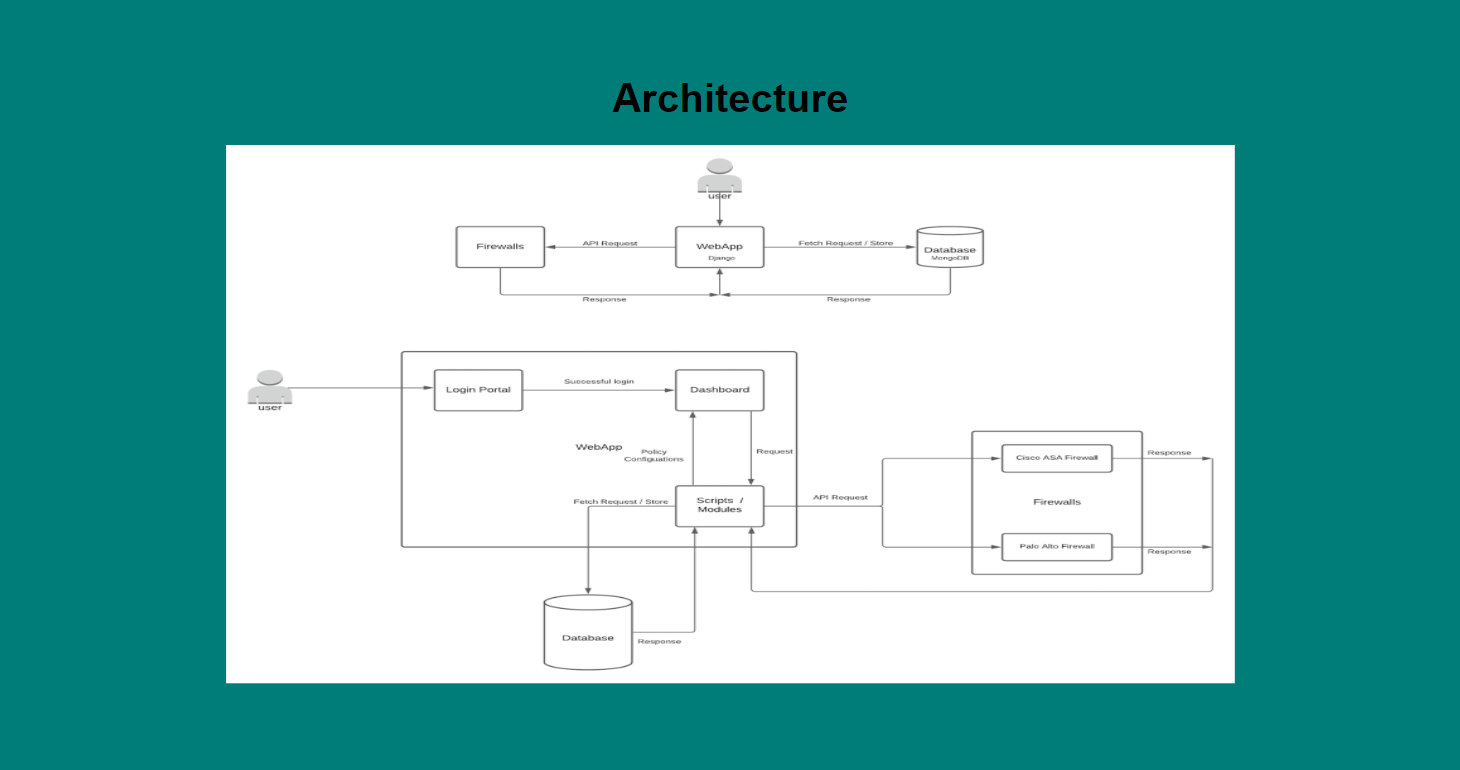 Architecture
user
Firewalls
API Request
WebApp
Django
Fetch Request / Store
Database
MongoDB
Response
Response
user
Login Portal
Successful login
Dashboard
WebApp
Policy
Configuations
Request
Fetch Request / Store
Scripts /
Modules
API Request
Cisco ASA Firewall
Response
Firewalls
Palo Alto Firewall
Response
Database
Response